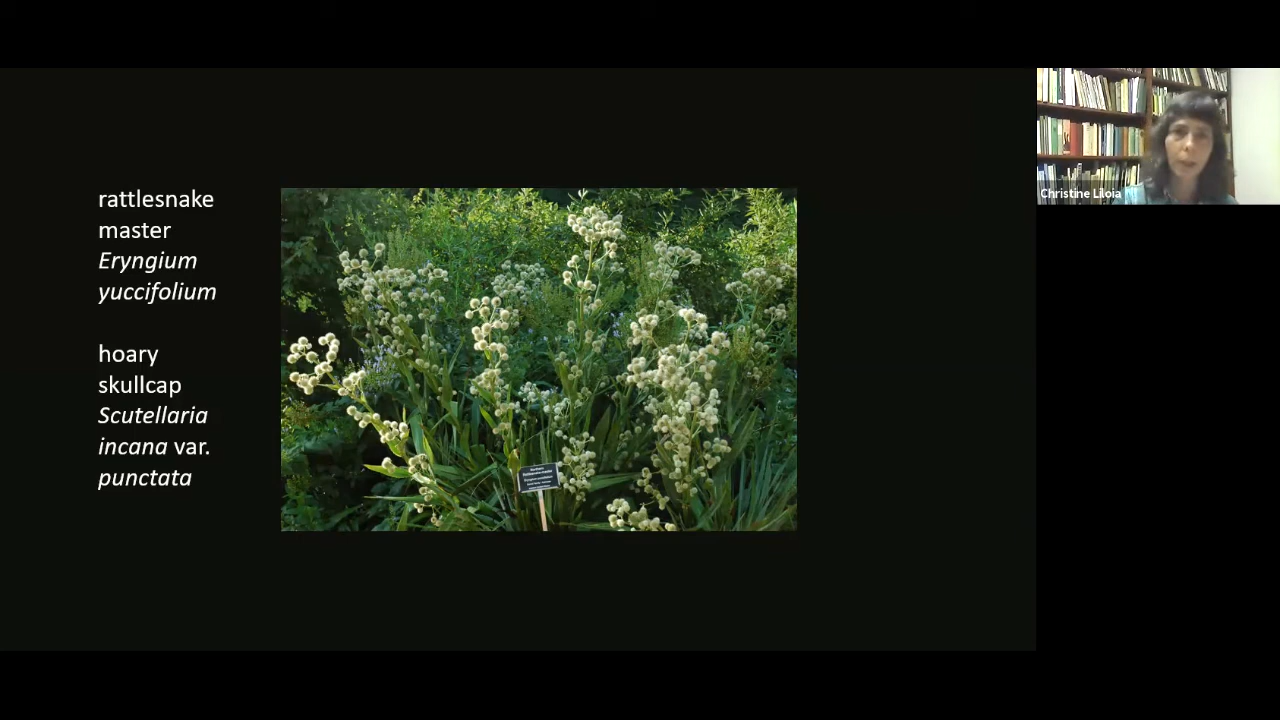 rattlesnake
master
Eryngium
yuccifolium
hoary
skullcap
Scutellaria
incana var.
punctata
Christine Liloia